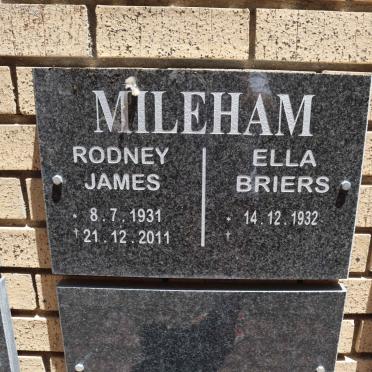 MILEHAM
RODNEY
JAMES
* 8.7.1931
†21.12.2011
ELLA
BRIERS
* 14.12.1932
†